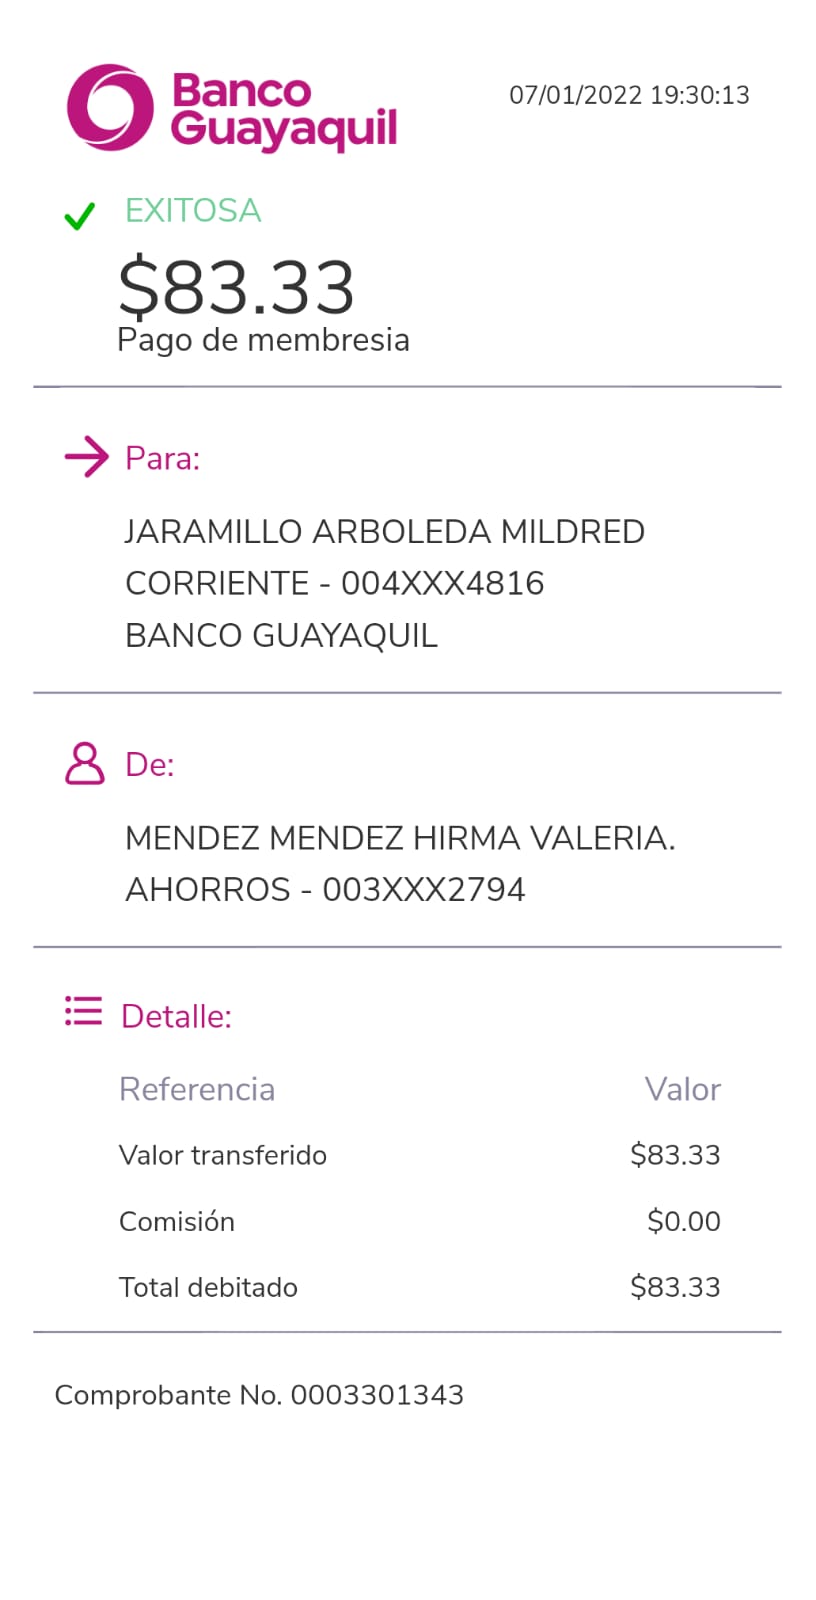 Banco
Guayaquil
07/01/2022 19:30:13
EXITOSA
$83.33
Pago de membresia
Para:
JARAMILLO ARBOLEDA MILDRED
CORRIENTE - 004XXX4816
BANCO GUAYAQUIL
De:
MENDEZ MENDEZ HIRMA VALERIA.
AHORROS - 003XXX2794
Detalle:
Referencia Valor
Valor transferido $83.33
Comisión $0.00
Total debitado $83.33
Comprobante No. 0003301343